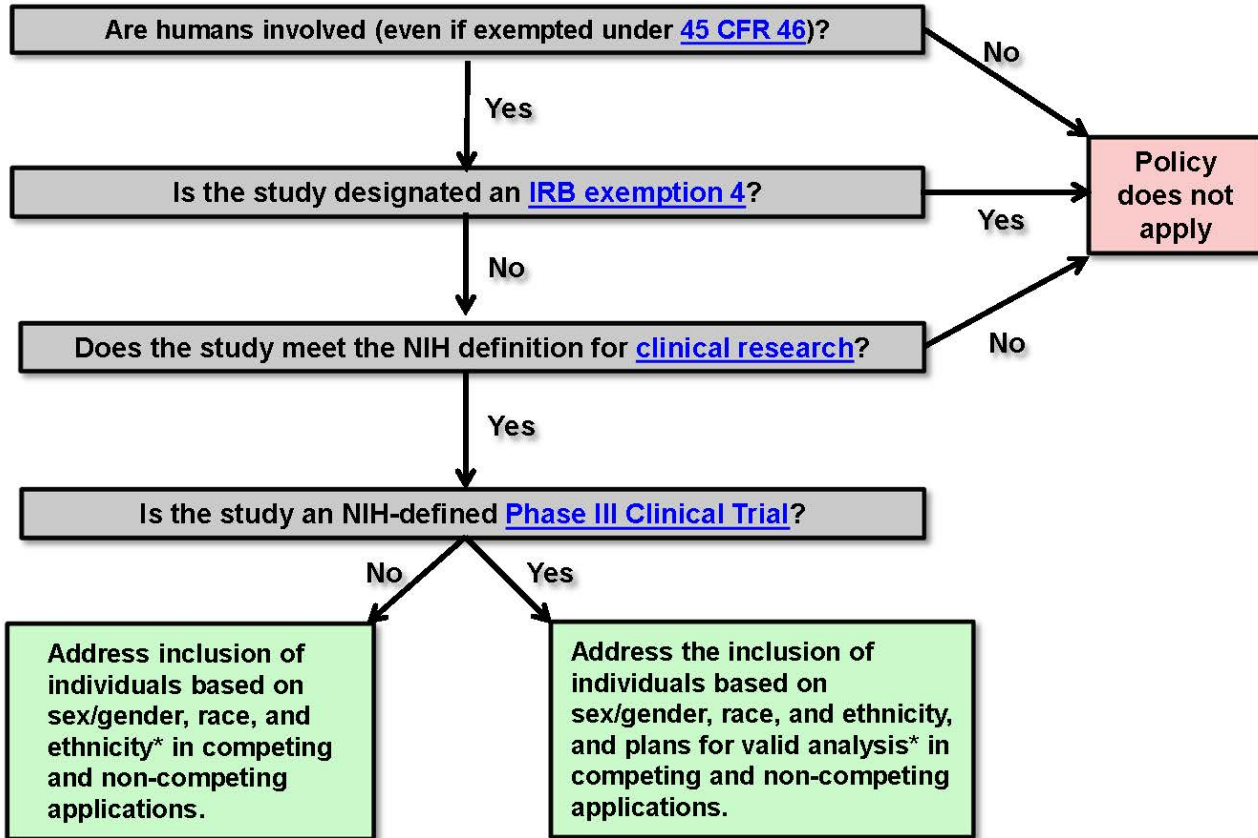 Are humans involved (even if exempted under 45 CFR 46)?
No
Yes
Is the study designated an IRB exemption 4?
Yes
Policy
does not
apply
No
Does the study meet the NIH definition for clinical research?
No
Yes
Is the study an NIH-defined Phase III Clinical Trial?
No
Yes
Address inclusion of
individuals based on
sex/gender, race, and
ethnicity* in competing
and non-competing
applications.
Address the inclusion of
individuals based on
sex/gender, race, and ethnicity,
and plans for valid analysis* in
competing and non-competing
applications.